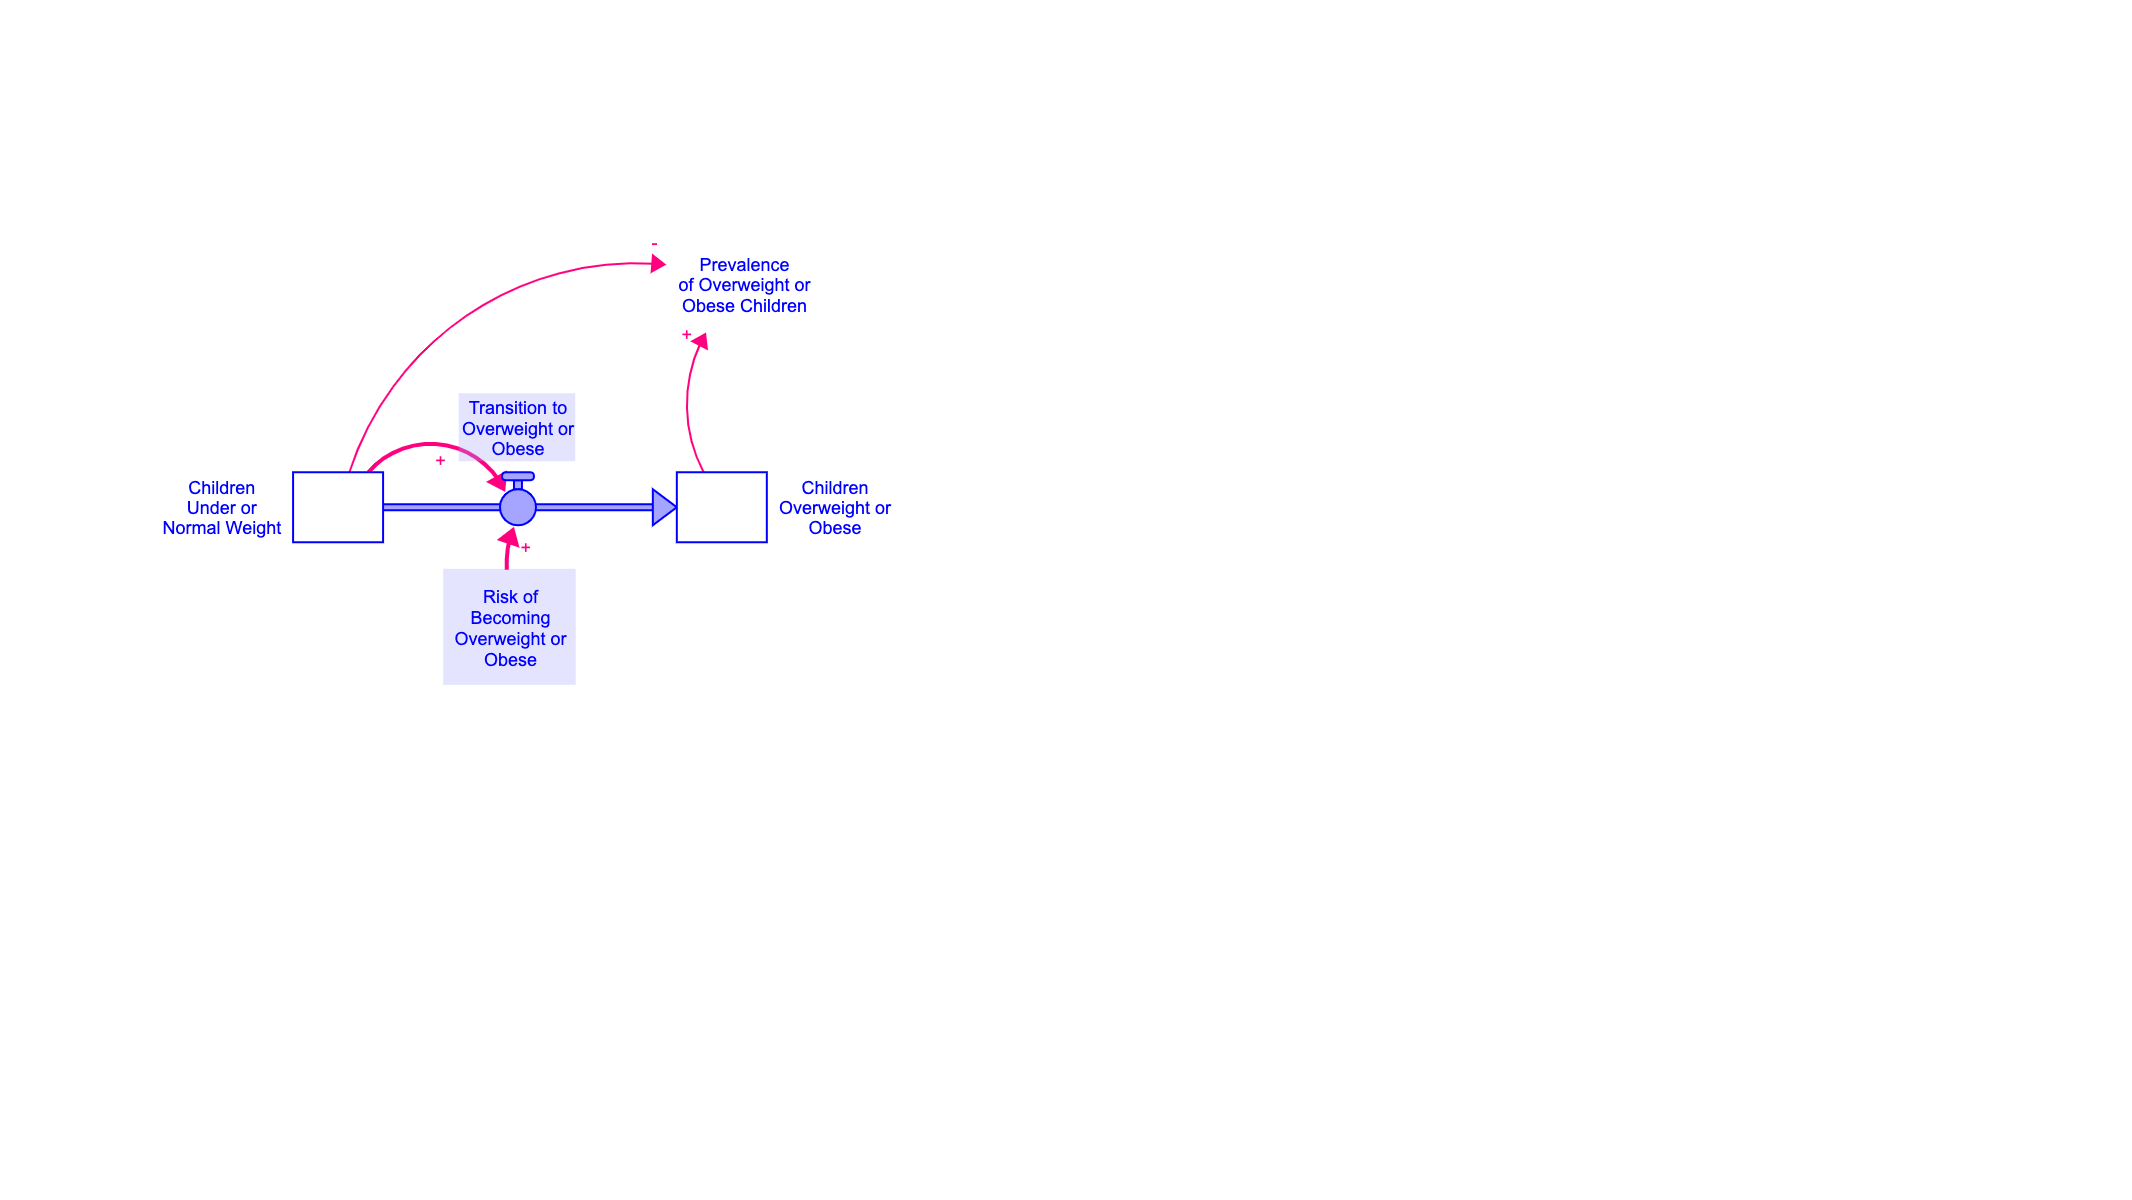 -
Prevalence
of Overweight or
Obese Children
+
Transition to
Overweight or
Obese
+
Children
Under or
Normal Weight
Children
Overweight or
Obese
+
Risk of
Becoming
Overweight or
Obese